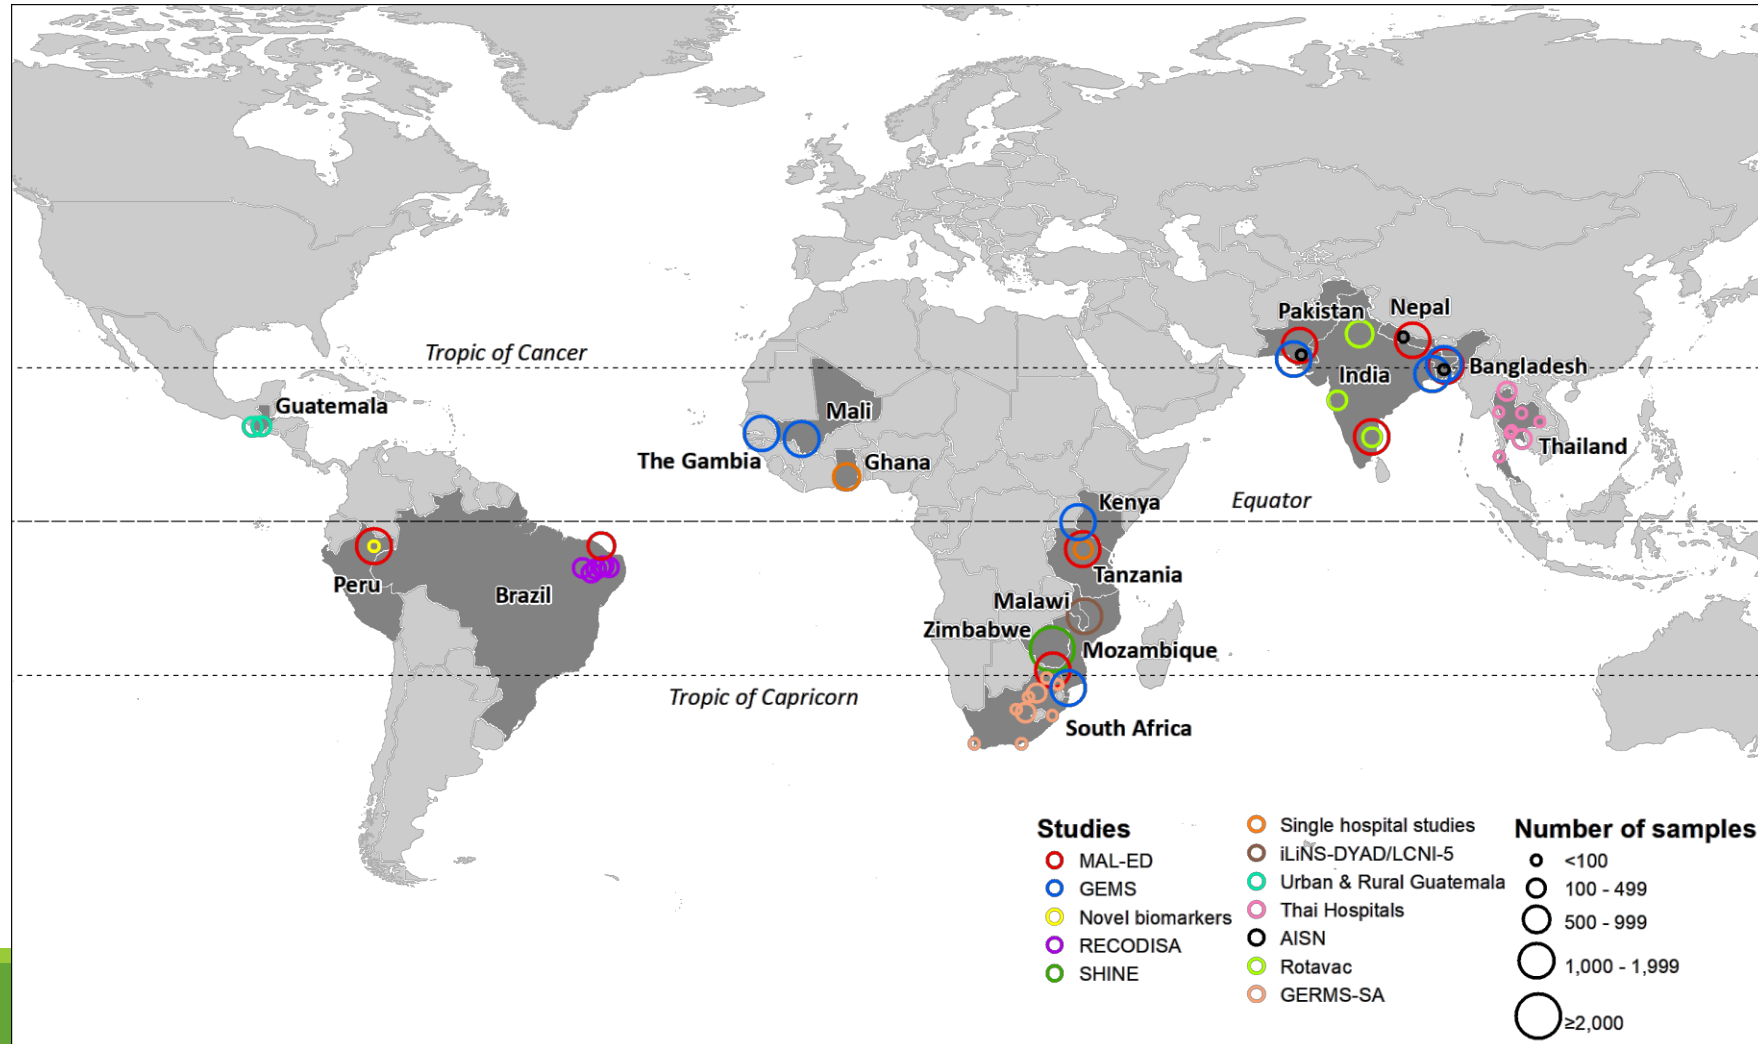 Pakistan
Nepal
Tropic of Cancer
India
Bangladesh
Guatemala
Mali
The Gambia
Ghana
Thailand
Kenya
Equator
Peru
Brazil
Tanzania
Malawi
Zimbabwe
Mozambique
Tropic of Capricorn
South Africa
Studies
MAL-ED
GEMS
Novel biomarkers
RECODISA
SHINE
Single hospital studies
iLiNS-DYAD/LCNI-5
Urban & Rural Guatemala
Thai Hospitals
AISN
Rotavac
GERMS-SA
Number of samples
<100
100 - 499
500 - 999
1,000 - 1,999
≥2,000